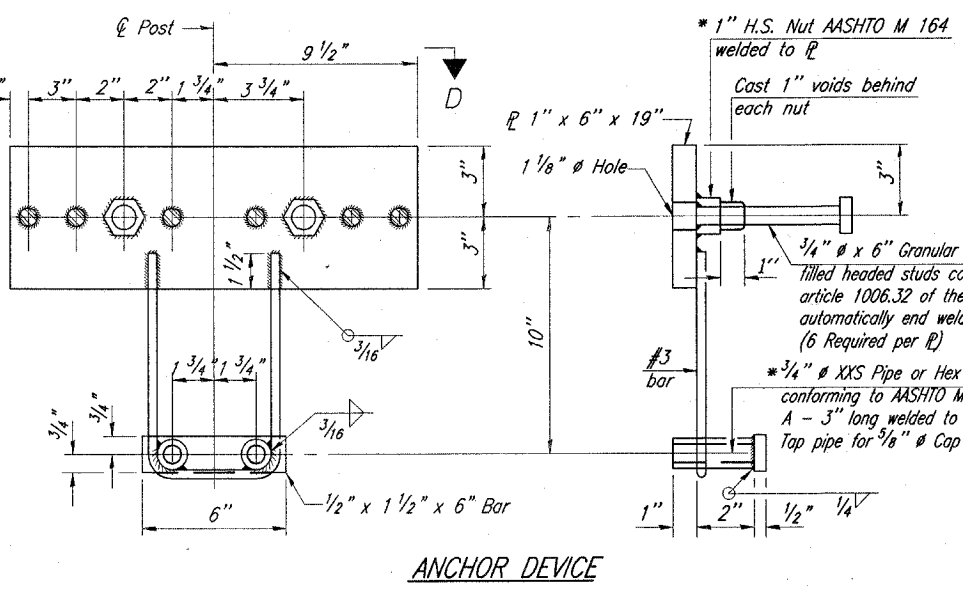 ℄ Post
9 1/2"
D
3"
2"
2"
1 3/4"
3 3/4"
3"
3"
1 1/2"
3/16
10"
1 3/4"
1 3/4"
3/4"
3/4"
3/16
6"
1/2" x 1 1/2" x 6" Bar
* 1" H.S. Nut AASHTO M 164
welded to ⅊
Cast 1" voids behind
each nut
⅊ 1" x 6" x 19"
1 1/8" ø Hole
3"
1"
3/4" ø x 6" Granular
filled headed studs
article 1006.32 of the
automatically end
(6 Required per ⅊)
#3
bar
* 3/4" ø XXS Pipe or Hex
conforming to AASHTO M
A - 3" long welded to
Tap pipe for 5/8" ø Cap
1"
2"
1/2"
1/4
ANCHOR DEVICE